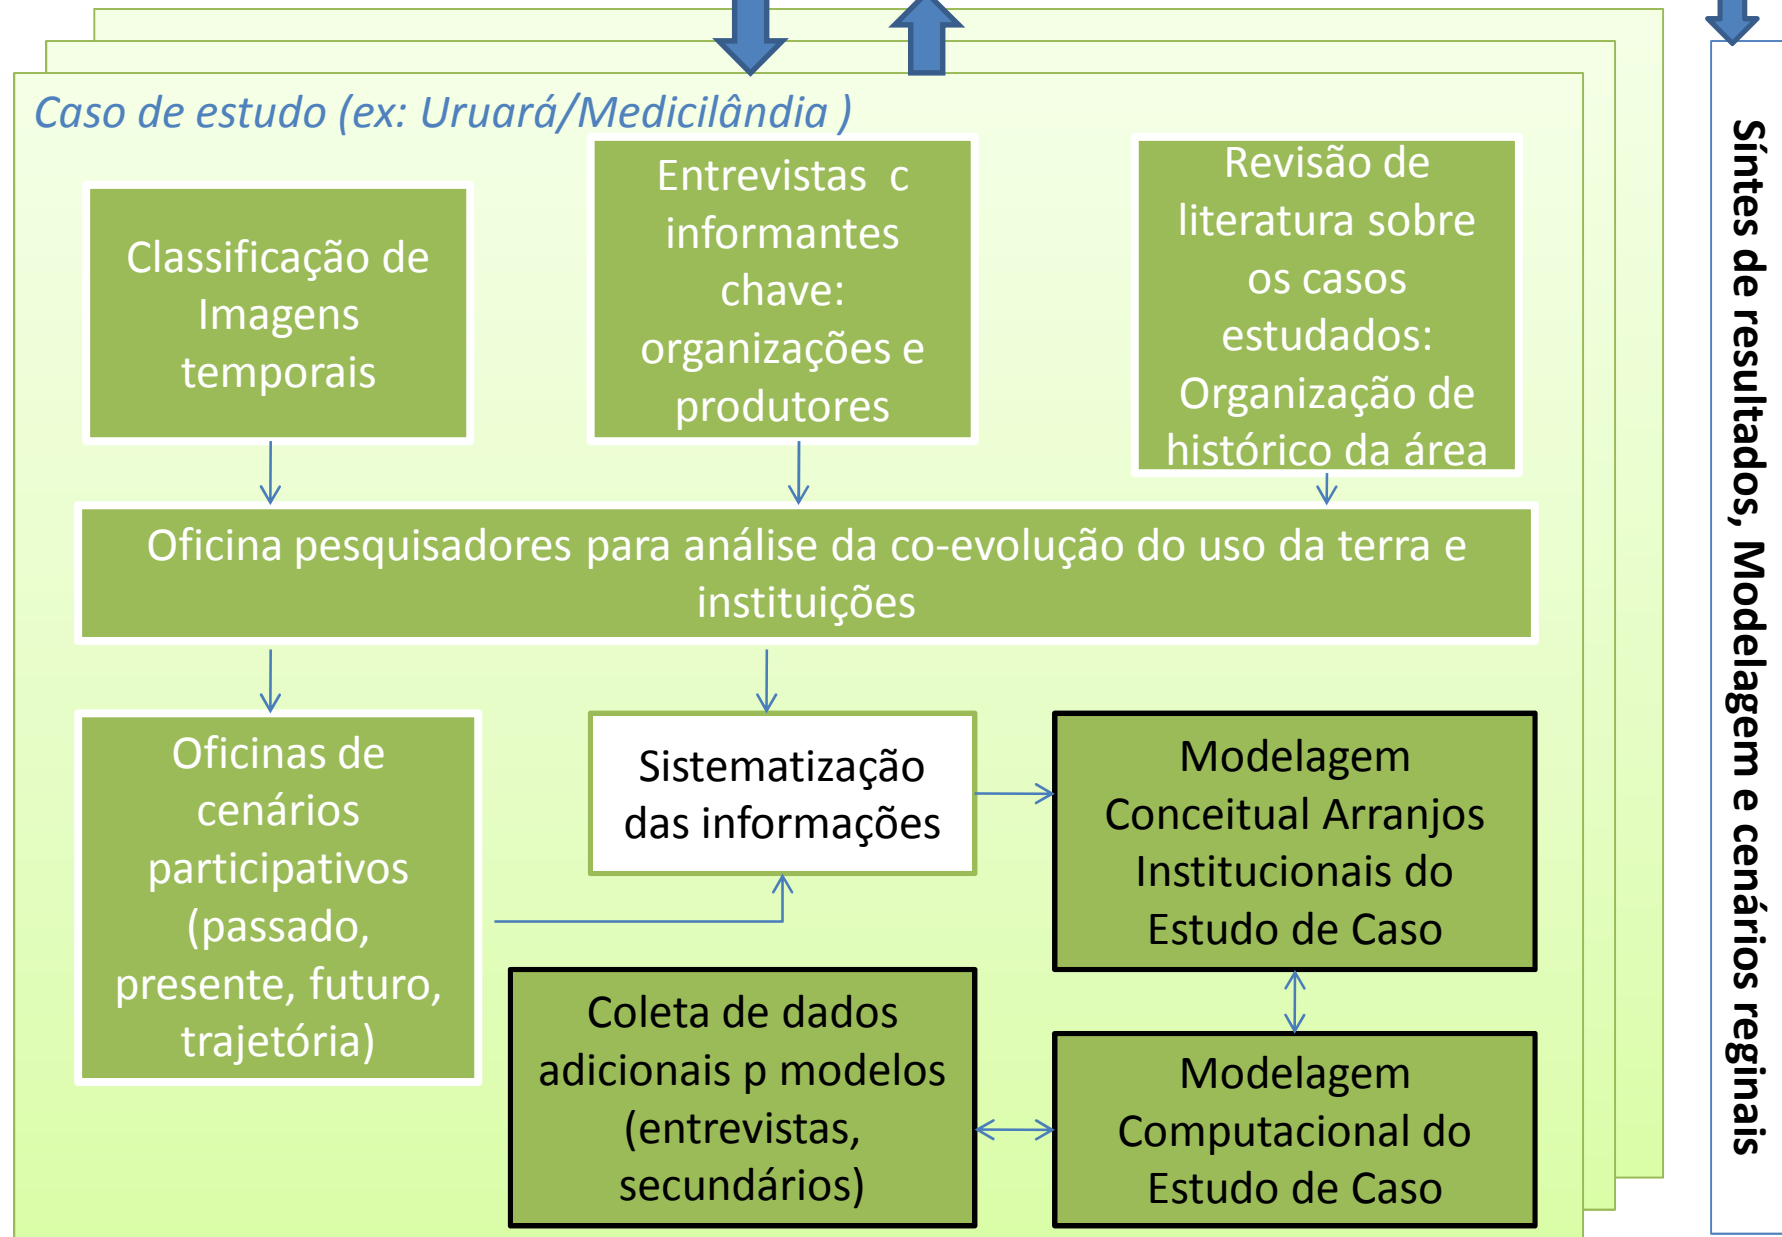 Caso de estudo (ex: Uruará/Medicilândia )
Classificação de
Imagens
temporais
Entrevistas  c
informantes
chave:
organizações e
produtores
Revisão de
literatura sobre
os casos
estudados:
Organização de
histórico da área
Oficina pesquisadores para análise da co-evolução do uso da terra e
instituições
Oficinas de
cenários
participativos
(passado,
presente, futuro,
trajetória)
Sistematização
das informações
Modelagem
Conceitual Arranjos
Institucionais do
Estudo de Caso
Coleta de dados
adicionais p modelos
(entrevistas,
secundários)
Modelagem
Computacional do
Estudo de Caso
Síntes de resultados, Modelagem e cenários reginais